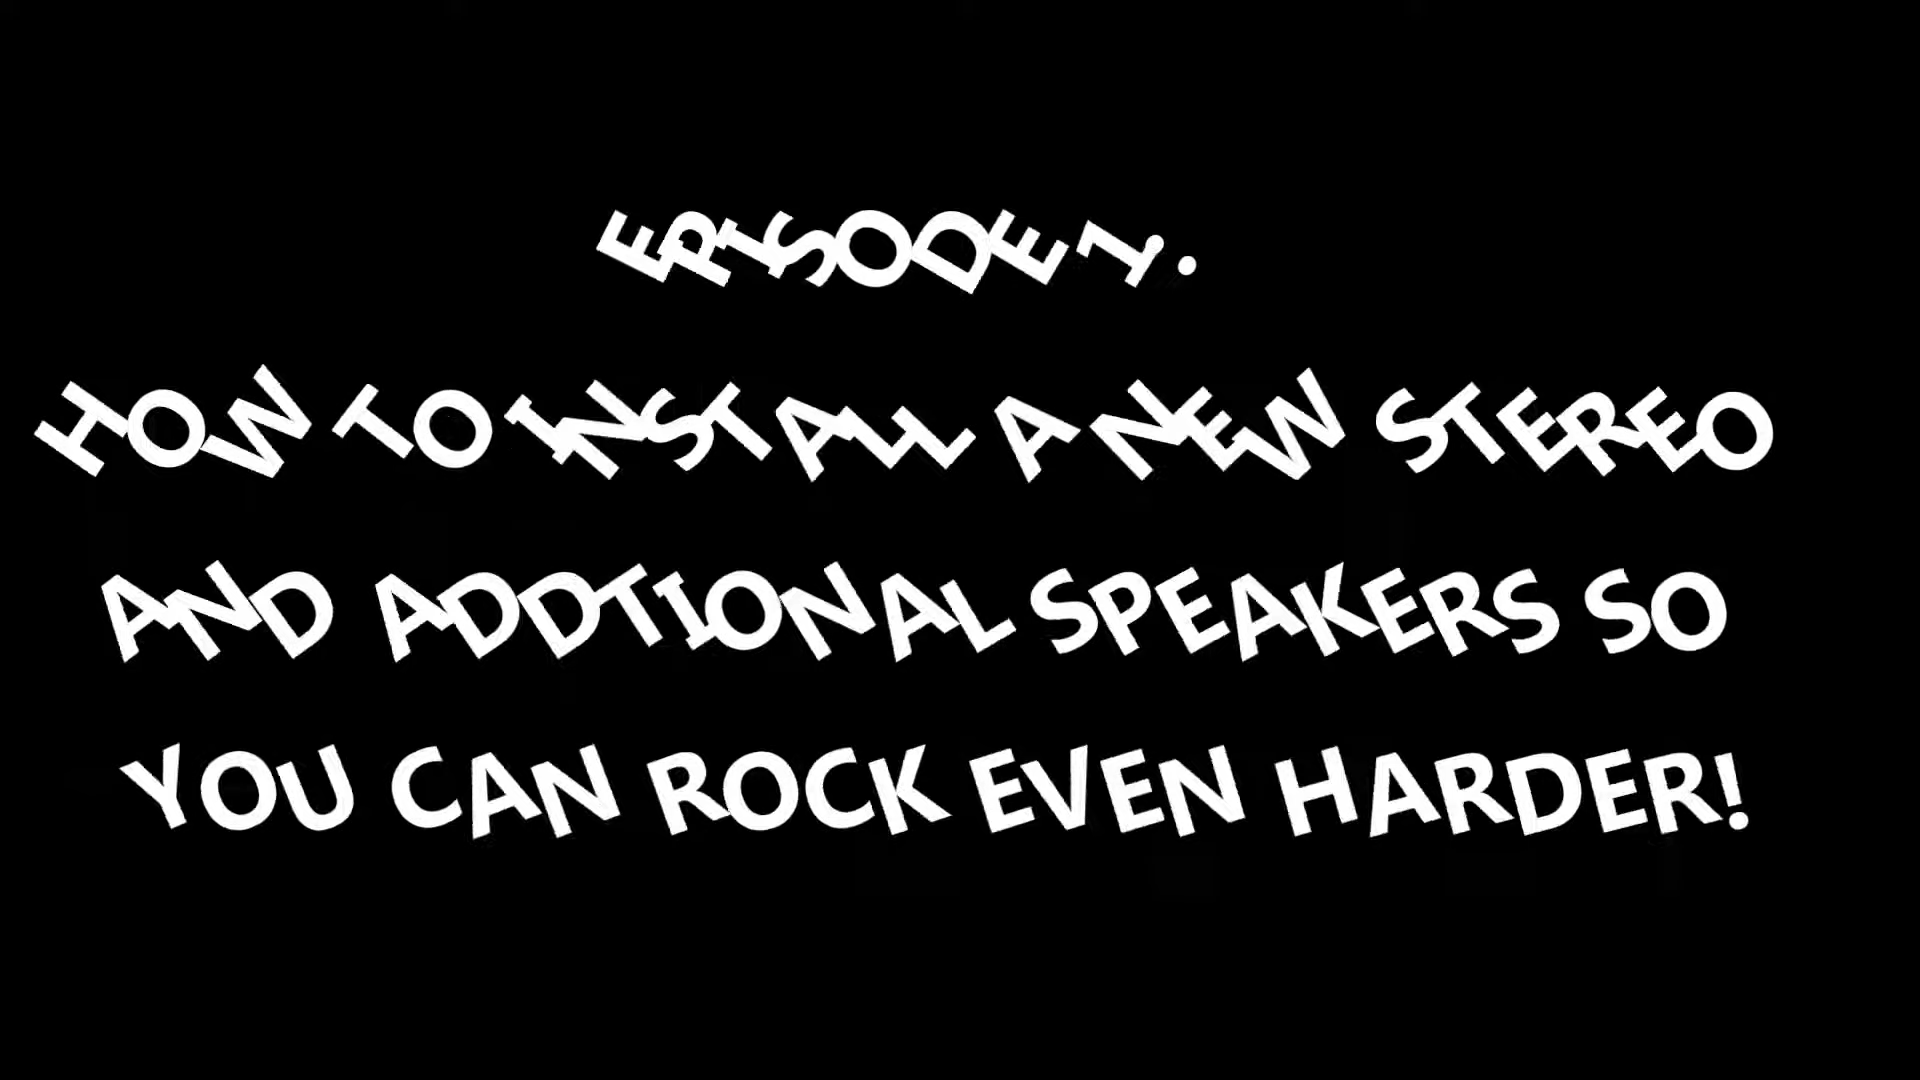 EPISODE 1:
HOW TO INSTALL A NEW STEREO
AND ADDTIONAL SPEAKERS SO
YOU CAN ROCK EVEN HARDER!